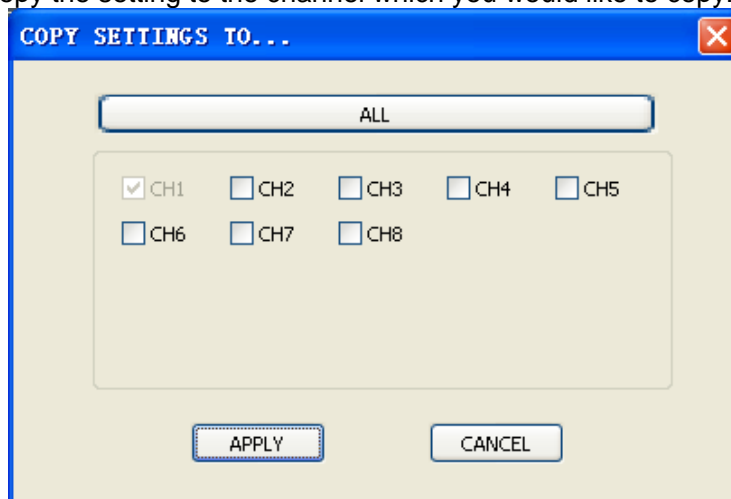 opy the setting to the channel which you would like to copy.
COPY SETTINGS TO...
ALL
CH1 CH2 CH3 CH4 CH5
CH6 CH7 CH8
APPLY CANCEL